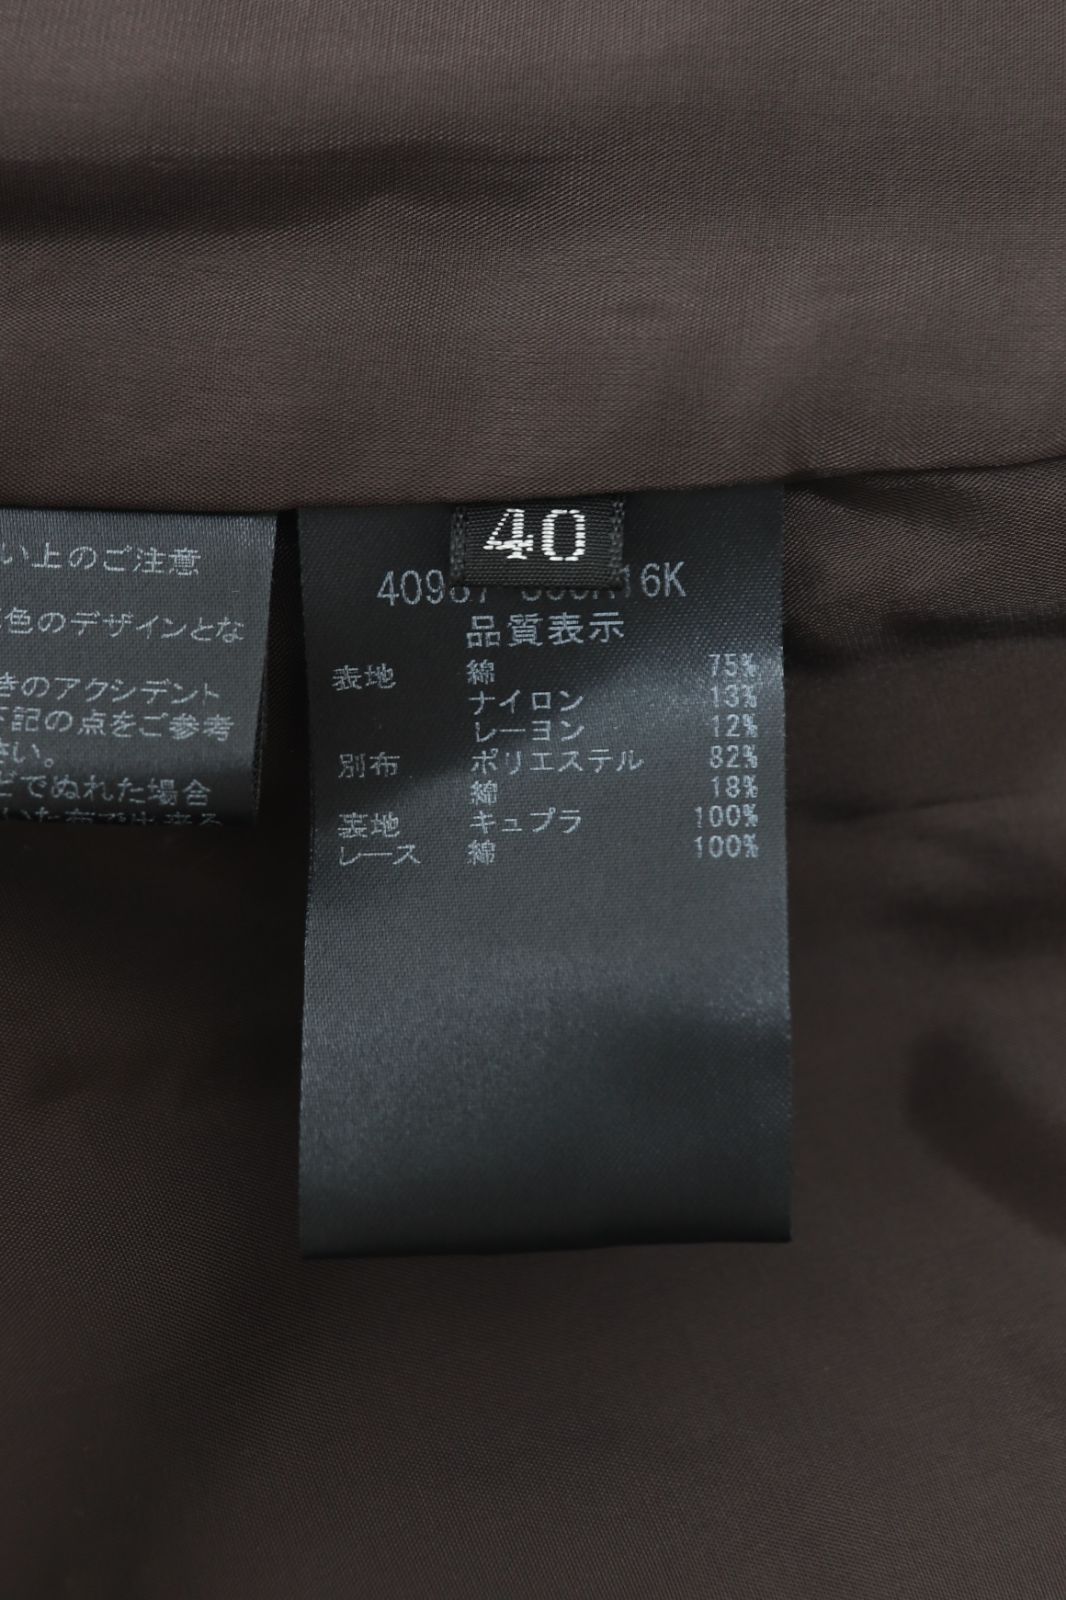 い上のご注意
色のデザインとな
きのアクシデント
下記の点をご参考
さい。
どでぬれた場合
40
16K
品質表示
表地 綿 75%
ナイロン 13%
レーヨン 12%
別布 ポリエステル 82%
綿 18%
裏地 キュプラ 100%
レース 綿 100%